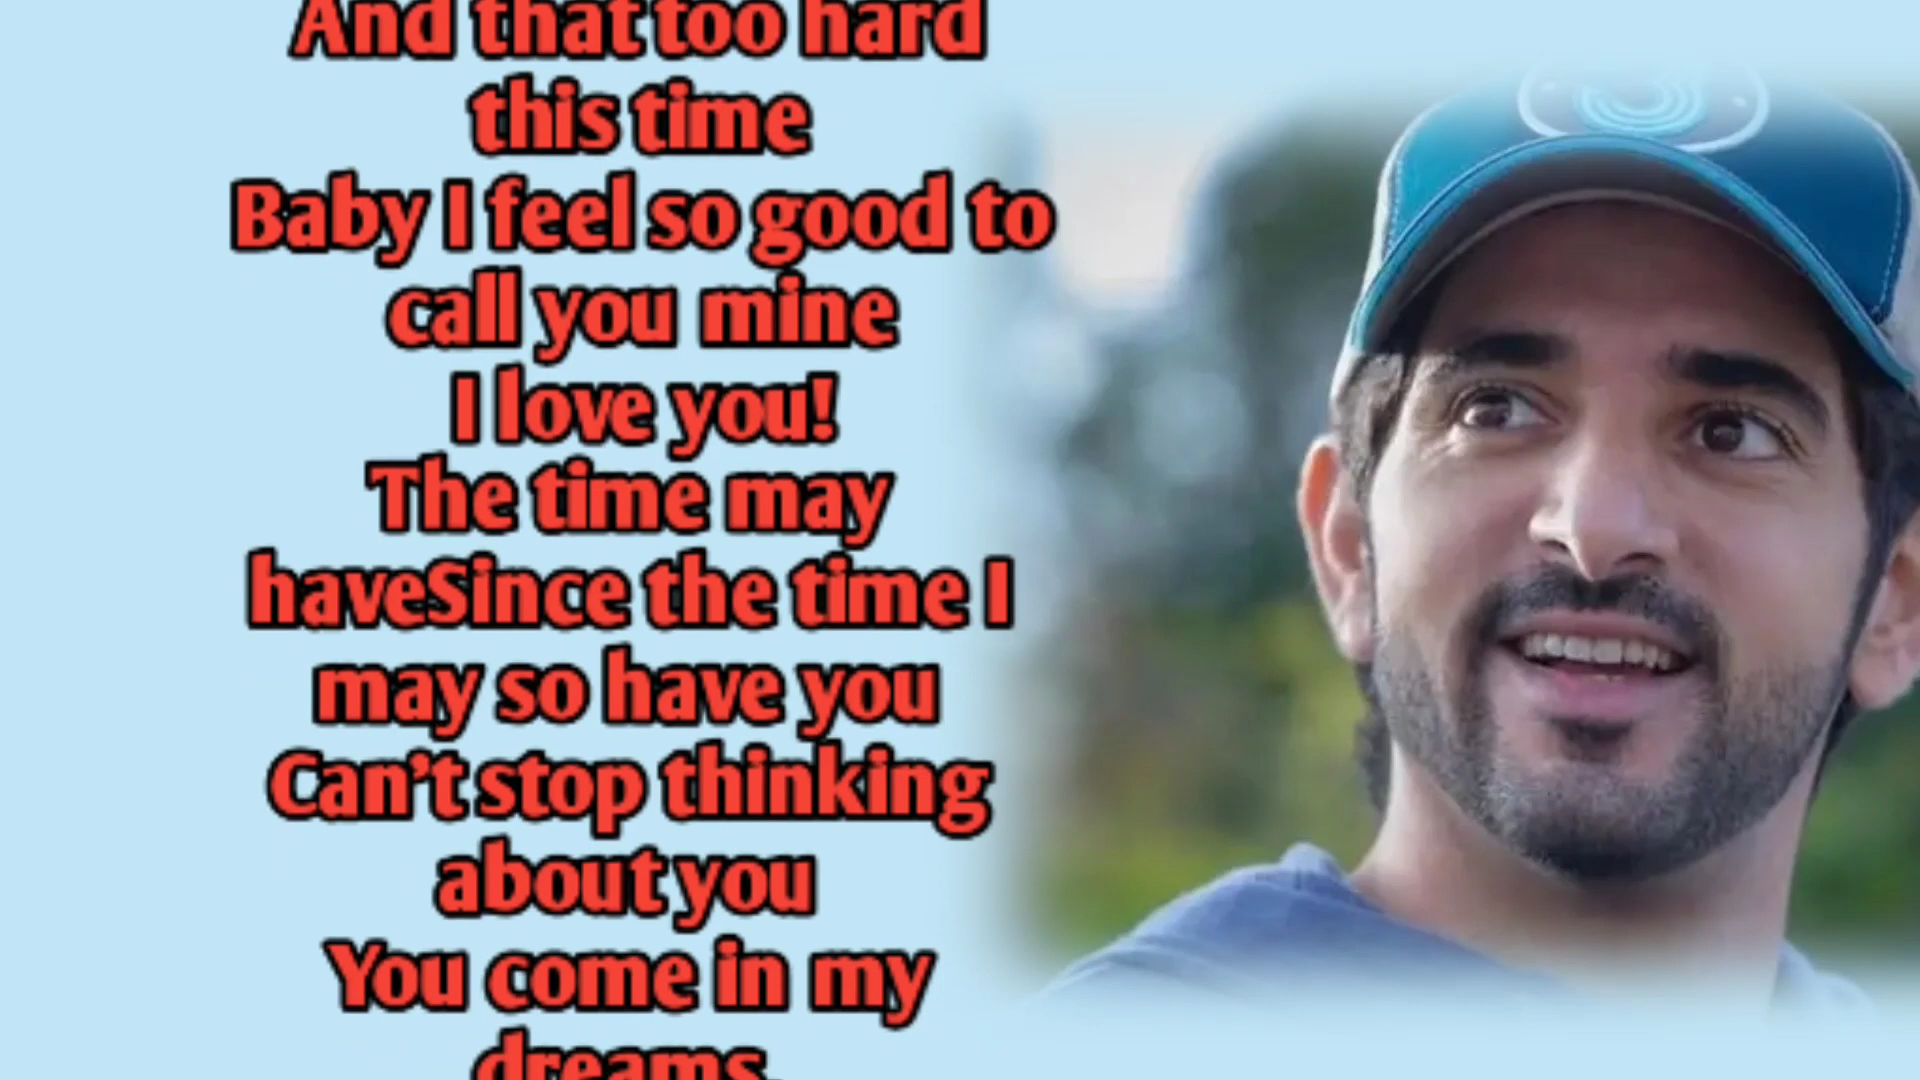 And that too hard
this time
Baby I feel so good to
call you mine
I love you!
The time may
haveSince the time I
may so have you
Can't stop thinking
about you
You come in my
dreams.